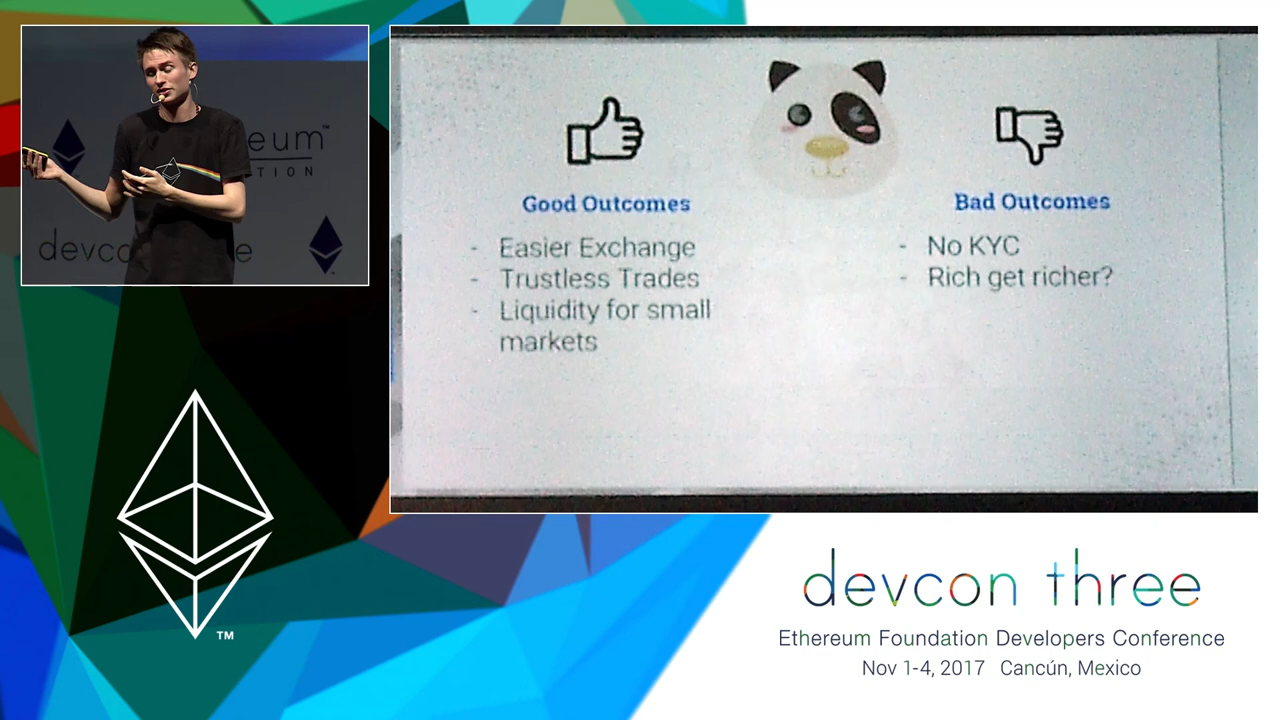 eum™
TION
devco
e
Good Outcomes
- Easier Exchange
- Trustless Trades
- Liquidity for small
markets
Bad Outcomes
- No KYC
- Rich get richer?
TM
devcon three
Ethereum Foundation Developers Conference
Nov 1-4, 2017 Cancún, Mexico